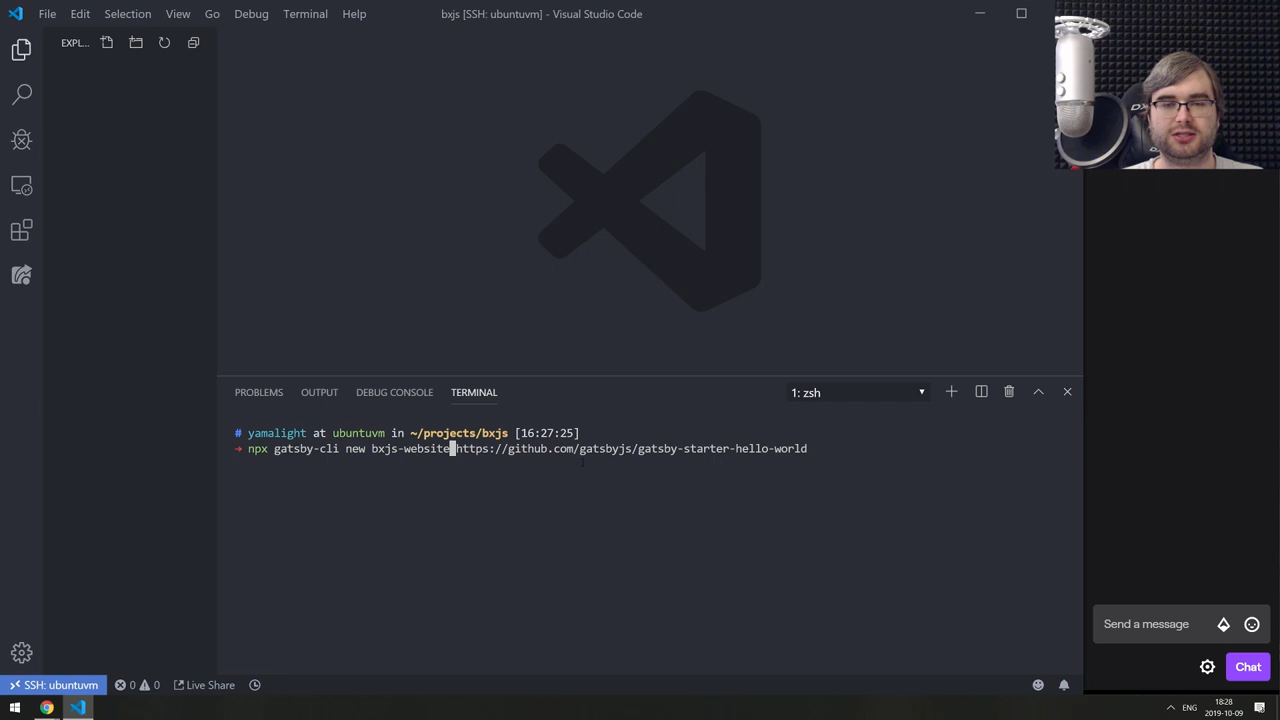 File Edit Selection View Go Debug Terminal Help
bxjs [SSH: ubuntuvm] - Visual Studio Code
EXPL...
PROBLEMS OUTPUT DEBUG CONSOLE TERMINAL
1: zsh
# yamalight at ubuntuvm in ~/projects/bxjs [16:27:25]
➜ npx gatsby-cli new bxjs-website https://github.com/gatsbyjs/gatsby-starter-hello-world
Send a message
Chat
SSH: ubuntuvm 0 0 Live Share
ENG
18:28
2019-10-09